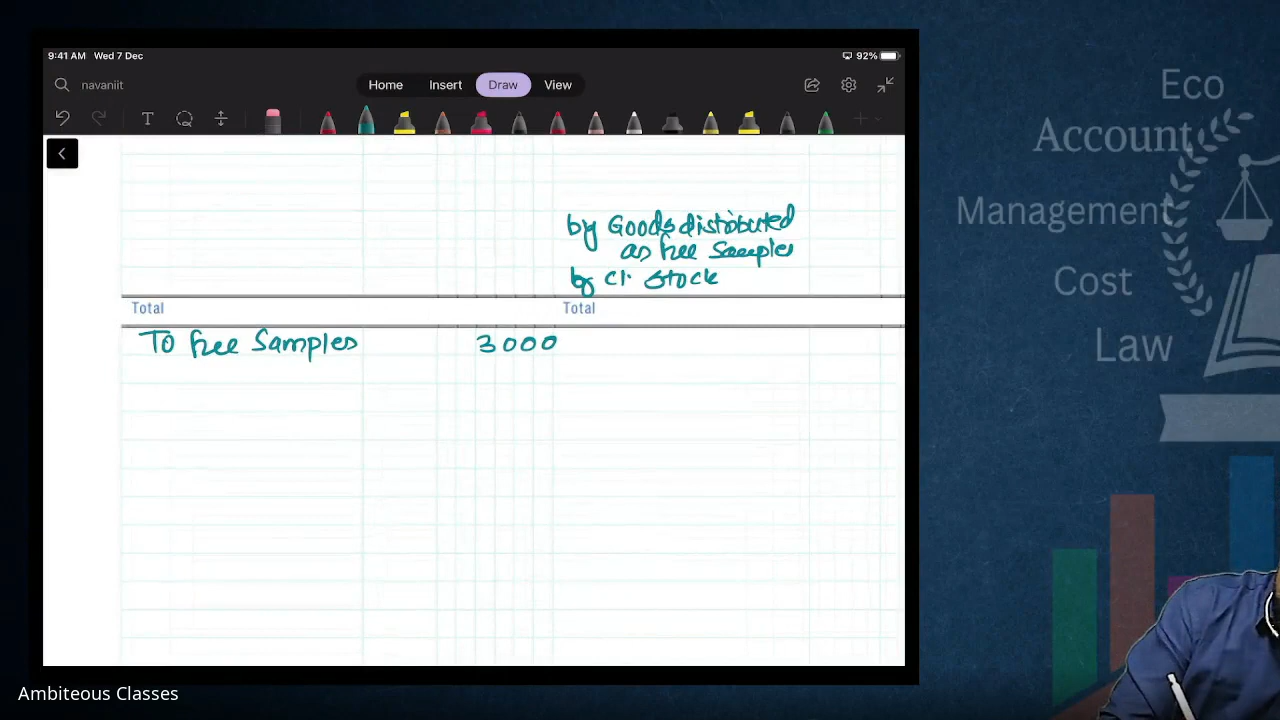 9:41 AM Wed 7 Dec
92%
navaniit
Home Insert Draw View
Eco
Account
Management
Cost
Law
by Goods distributed
as free Samples
by Cl. Stock
Total Total
To free Samples 3000
Ambiteous Classes